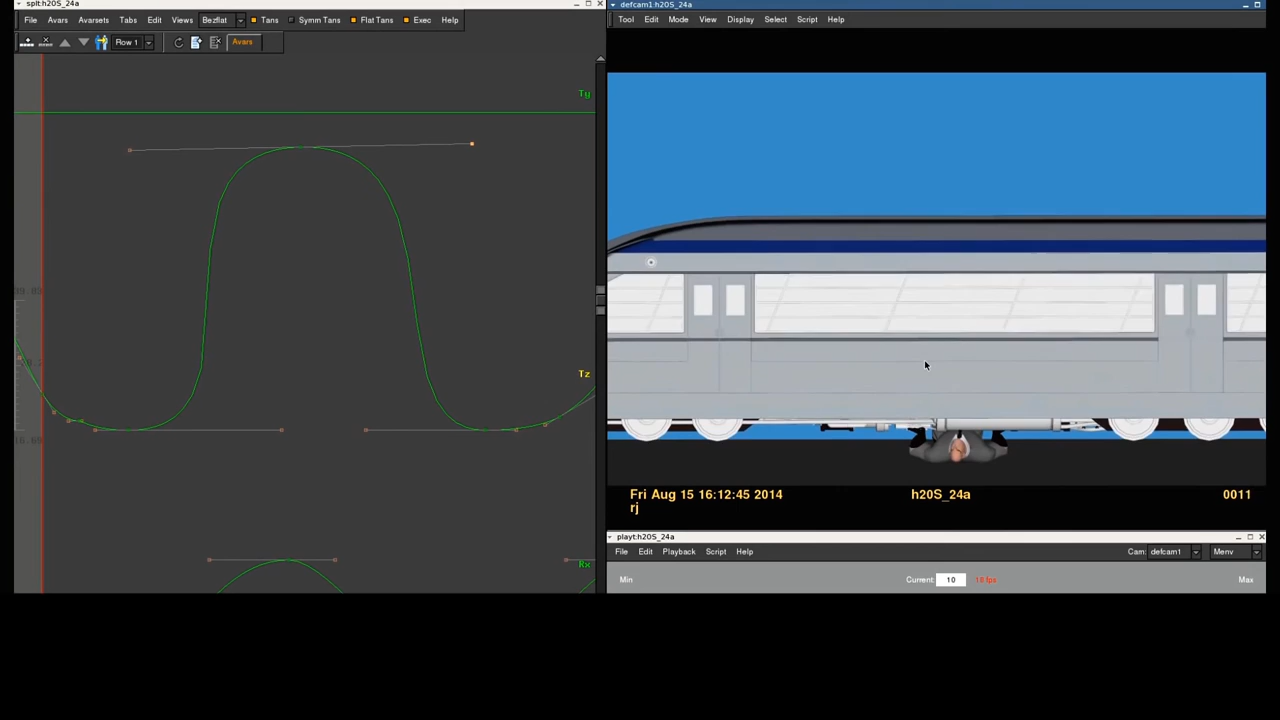 splt:h20S_24a
File Avars Avarsets Tabs Edit Views Bezflat Tans Symm Tans Flat Tans Exec Help
Row 1 Avars
Ty
Tz
Rx
defcam1:h20S_24a
Tool Edit Mode View Display Select Script Help
Fri Aug 15 16:12:45 2014 h20S_24a 0011
rj
playt:h20S_24a
File Edit Playback Script Help Cam: defcam1 Menv
Min Current: 10 Max